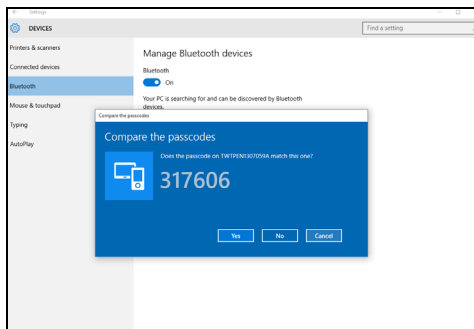 Settings
DEVICES
Find a setting
Printers & scanners
Connected devices
Bluetooth
Mouse & touchpad
Typing
AutoPlay
Manage Bluetooth devices
Bluetooth
On
Your PC is searching for and can be discovered by Bluetooth
devices.
Compare the passcodes
Compare the passcodes
Does the passcode on TWTPENI1307059A match this one?
317606
Yes
No
Cancel